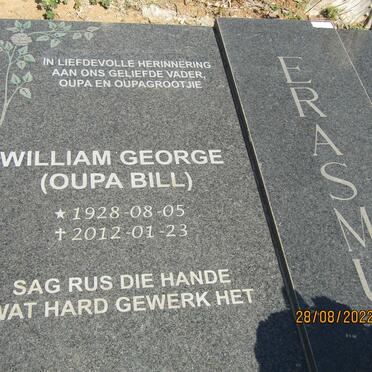 IN LIEFDEVOLLE HERINNERING
AAN ONS GELIEFDE VADER,
OUPA EN OUPAGROOTJIE
WILLIAM GEORGE
(OUPA BILL)
★ 1928-08-05
✝ 2012-01-23
SAG RUS DIE HANDE
WAT HARD GEWERK HET
ERASMU
28/08/2022